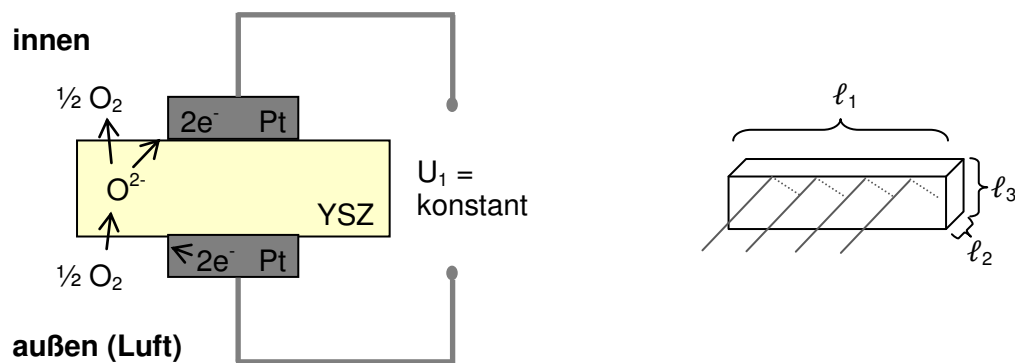 innen
½ O₂
2e⁻ Pt
O²⁻
YSZ
U₁ =
konstant
½ O₂
2e⁻ Pt
außen (Luft)
ℓ₁
ℓ₃
ℓ₂